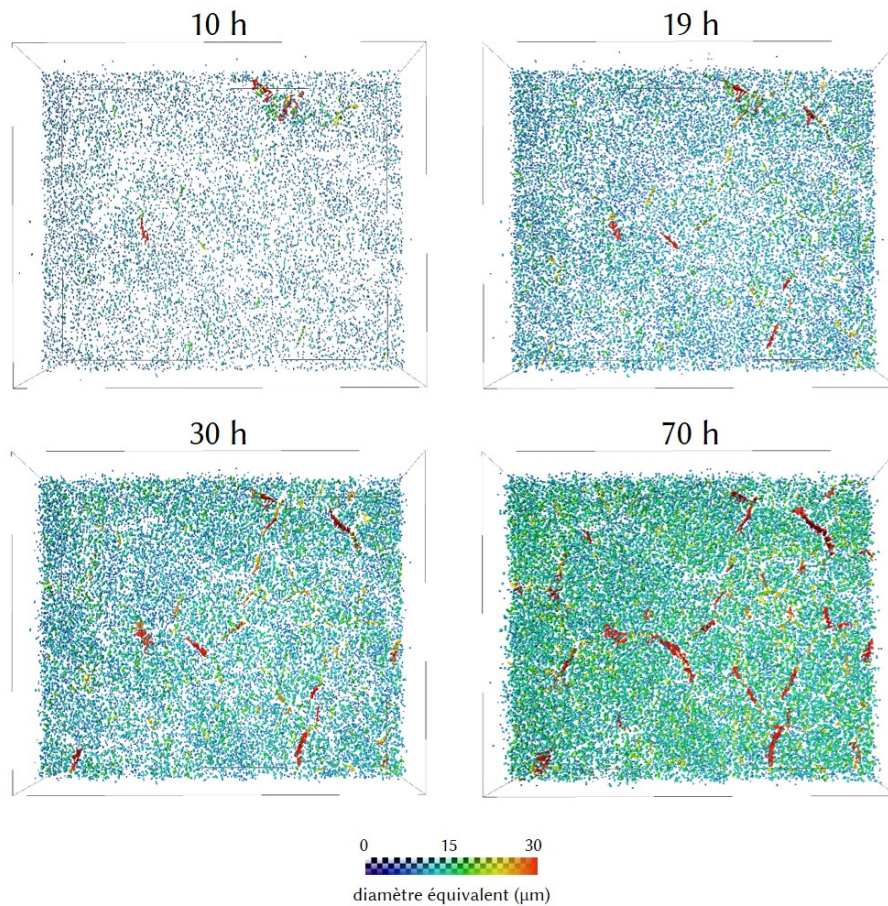 10 h
19 h
30 h
70 h
0 15 30
diamètre équivalent (μm)